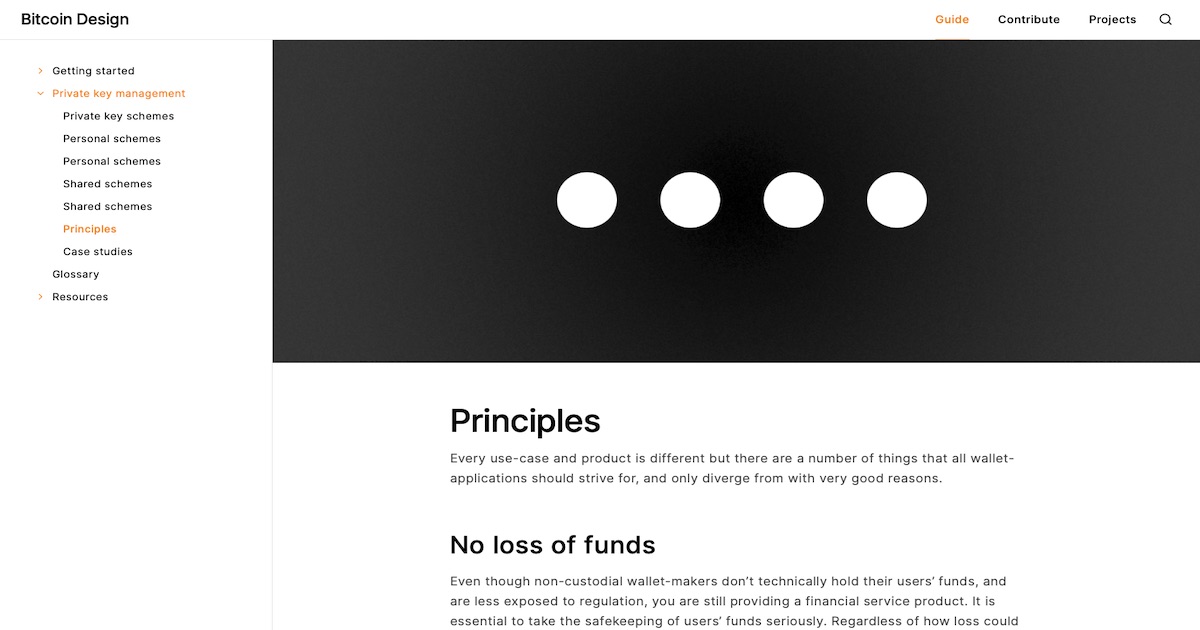 Bitcoin Design
Guide
Contribute
Projects
Getting started
Private key management
Private key schemes
Personal schemes
Personal schemes
Shared schemes
Shared schemes
Principles
Case studies
Glossary
Resources
Principles
Every use-case and product is different but there are a number of things that all wallet-
applications should strive for, and only diverge from with very good reasons.
No loss of funds
Even though non-custodial wallet-makers don’t technically hold their users’ funds, and
are less exposed to regulation, you are still providing a financial service product. It is
essential to take the safekeeping of users’ funds seriously. Regardless of how loss could